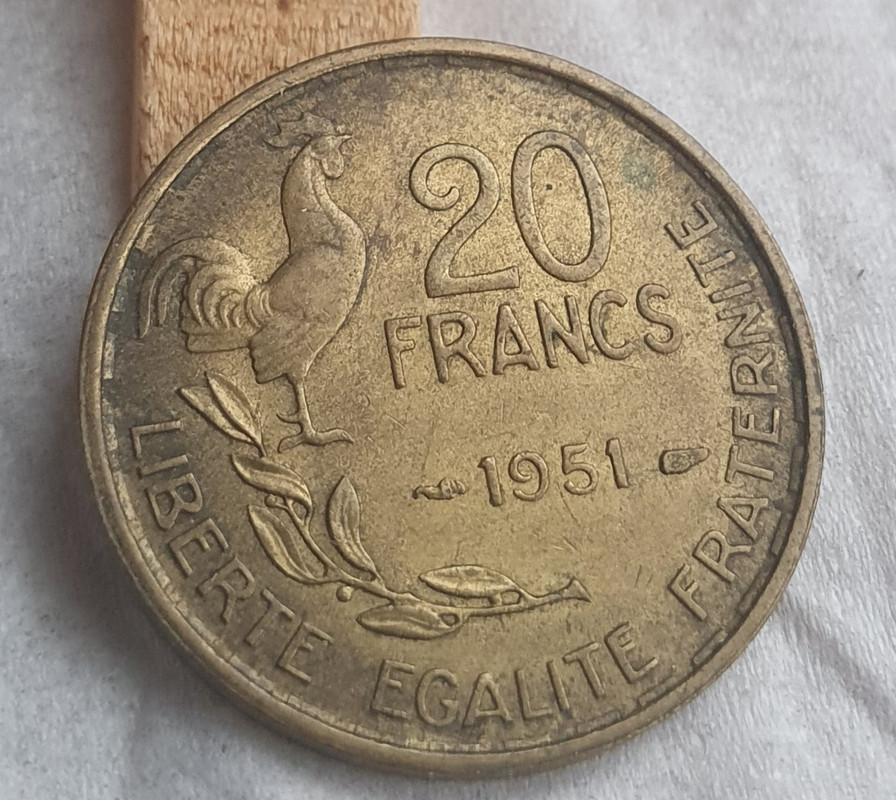 20
FRANCS
1951
LIBERTE EGALITE FRATERNITE